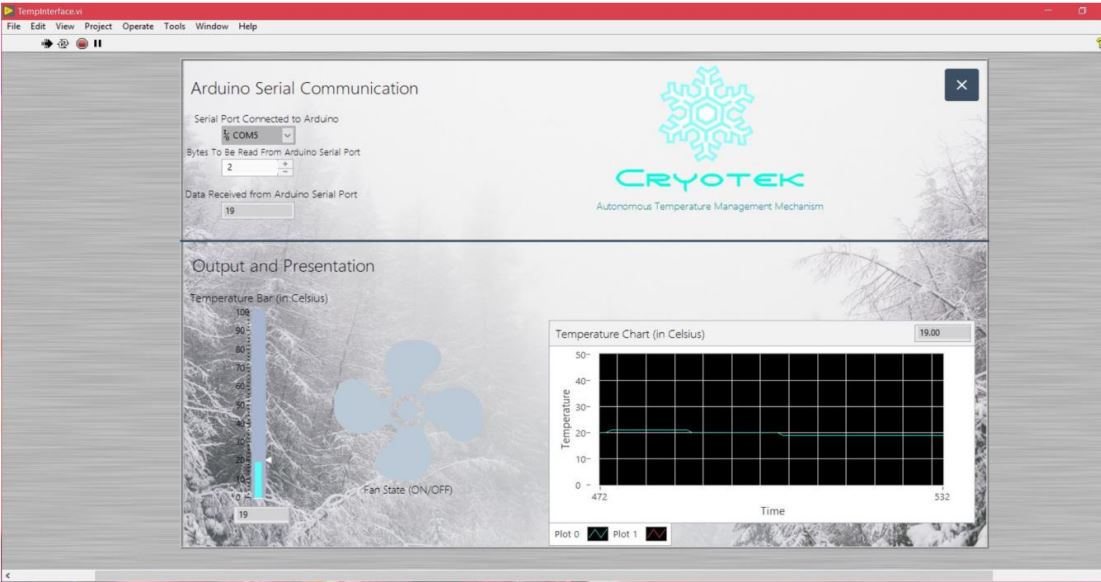 TempInterface.vi
File Edit View Project Operate Tools Window Help
Arduino Serial Communication
Serial Port Connected to Arduino
COM5
Bytes To Be Read From Arduino Serial Port
2
Data Received from Arduino Serial Port
19
CRYOTEK
Autonomous Temperature Management Mechanism
Output and Presentation
Temperature Bar (in Celsius)
100
90
80
70
60
50
40
30
20
10
0
19
Fan State (ON/OFF)
Temperature Chart (in Celsius)
19.00
50
40
30
20
10
0
Temperature
472
532
Time
Plot 0
Plot 1